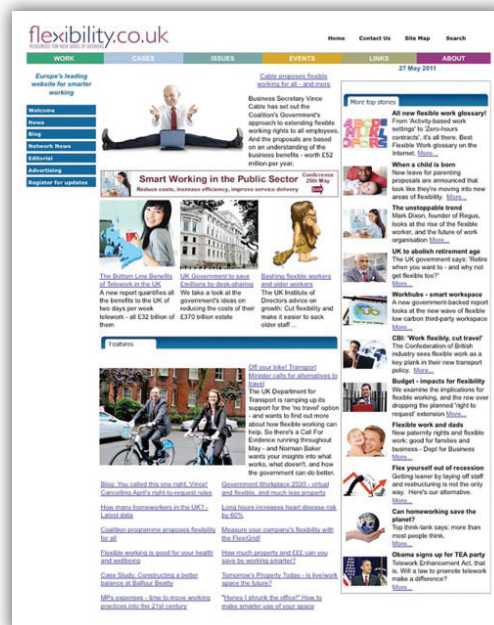 flexibility.co.uk
RESOURCES FOR NEW WAYS OF WORKING
Home Contact Us Site Map Search
WORK CASES ISSUES EVENTS LINKS ABOUT
27 May 2011
Europe's leading
website for smarter
working
Welcome
News
Blog
Network News
Editorial
Advertising
Register for updates
Cable proposes flexible
working for all - and more
Business Secretary Vince
Cable has set out the
Coalition's Government's
approach to extending flexible
working rights to all employees.
And the proposals are based
on an understanding of the
business benefits - worth £52
million per year.
Smart Working in the Public Sector
Reduce costs, increase efficiency, improve service delivery
Conference
25th May
The Bottom Line Benefits
of Telework in the UK
A new report quantifies all
the benefits to the UK of
two days per week
telework - all £32 billion of
them
UK Government to save
£millions by desk-sharing
We take a look at the
government's ideas on
reducing the costs of their
£370 billion estate
Bashing flexible workers
and older workers
The UK Institute of
Directors advice on
growth: Cut flexibility and
make it easier to sack
older staff ...
Features
Off your bike! Transport
Minister calls for alternatives to
travel
The UK Department for
Transport is ramping up its
support for the 'no travel' option
- and wants to find out more
about how flexible working can
help. So there's a Call For
Evidence running throughout
May - and Norman Baker
wants your insights into what
works, what doesn't, and how
the government can do better.
Blog: You called this one right, Vince!
Cancelling April's right-to-request rules
How many homeworkers in the UK? -
Latest data
Coalition programme proposes flexibility
for all
Flexible working is good for your health
and wellbeing
Case Study: Constructing a better
balance at Balfour Beatty
MPs expenses - time to move working
practices into the 21st century
Government Workplace 2020 - virtual
and flexible, and much less property
Long hours increases heart disease risk
by 60%
Measure your company's flexibility with
the FlexiGrid!
How much property and EEE can you
save by working smarter?
Tomorrow's Property Today - is live/work
space the future?
"Honey I shrunk the office!" How to
make smarter use of your space
More top stories
All new flexible work glossary!
From 'Activity-based work
settings' to 'Zero-hours
contracts', it's all there. Best
Flexible Work glossary on the
Internet. More...
When a child is born
New leave for parenting
proposals are announced that
look like they're moving into new
areas of flexibility. More...
The unstoppable trend
Mark Dixon, founder of Regus,
looks at the rise of the flexible
worker, and the future of work
organisation More...
UK to abolish retirement age
The UK government says: 'Retire
when you want to - and why not
get flexible too?'
More...
Workhubs - smart workspace
A new government-backed report
looks at the new wave of flexible
low carbon third-party workspace
More...
CBI: 'Work flexibly, cut travel'
The Confederation of British
industry sees flexible work as a
key plank in their new transport
policy. More...
Budget - impacts for flexibility
We examine the implications for
flexible working, and the row over
dropping the planned 'right to
request' extension More...
Flexible work and dads
New paternity rights and flexible
work: good for families and
business - Dept for Business
More...
Flex yourself out of recession
Getting leaner by laying off staff
and restructuring is not the only
way. Here's our alternative.
More...
Can homeworking save the
planet?
Top think-tank says: more than
most people think.
More...
Obama signs up for TEA party
Telework Enhancement Act, that
is. Will a law to promote telework
make a difference?
More...